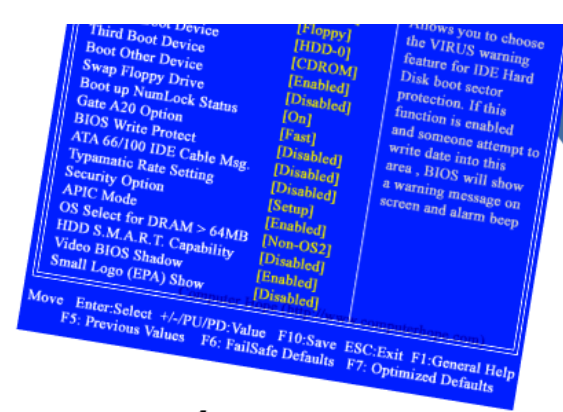 Boot Device
Third Boot Device
Boot Other Device
Swap Floppy Drive
Boot up NumLock Status
Gate A20 Option
BIOS Write Protect
ATA 66/100 IDE Cable Msg.
Typamatic Rate Setting
Security Option
APIC Mode
OS Select for DRAM > 64MB
HDD S.M.A.R.T. Capability
Video BIOS Shadow
Small Logo (EPA) Show
[Floppy]
[HDD-0]
[CDROM]
[Enabled]
[Disabled]
[On]
[Fast]
[Disabled]
[Disabled]
[Disabled]
[Setup]
[Enabled]
[Non-OS2]
[Disabled]
[Enabled]
[Disabled]
Allows you to choose
the VIRUS warning
feature for IDE Hard
Disk boot sector
protection. If this
function is enabled
and someone attempt to
write date into this
area , BIOS will show
a warning message on
screen and alarm beep
Move Enter:Select +/-/PU/PD:Value F10:Save ESC:Exit F1:General Help
F5: Previous Values F6: FailSafe Defaults F7: Optimized Defaults